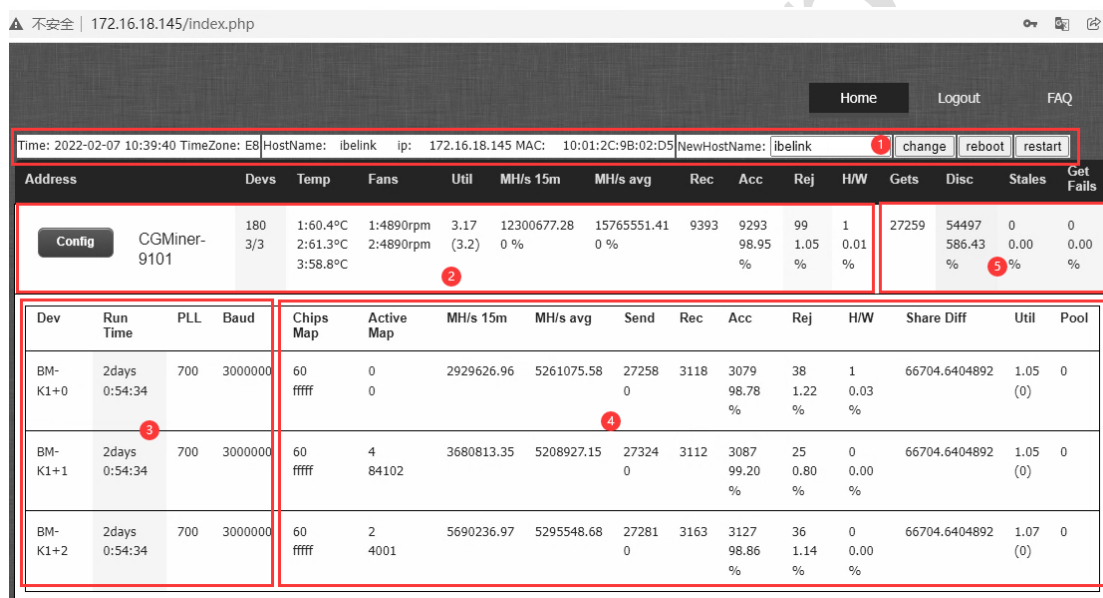 不安全 172.16.18.145/index.php
Home Logout FAQ
Time: 2022-02-07 10:39:40 TimeZone: E8 HostName: ibelink ip: 172.16.18.145 MAC: 10:01:2C:9B:02:D5 NewHostName: ibelink 1 change reboot restart
Address Devs Temp Fans Util MH/s 15m MH/s avg Rec Acc Rej H/W Gets Disc Stales Get Fails
Config CGMiner-9101 180 1:60.4°C 1:4890rpm 3.17 12300677.28 15765551.41 9393 9293 99 1 27259 54497 0 0
3/3 2:61.3°C 2:4890rpm (3.2) 0 % 0 % 98.95 1.05 0.01 586.43 0.00 0.00
3:58.8°C % % % % % %
2 5
Dev Run Time PLL Baud Chips Map Active Map MH/s 15m MH/s avg Send Rec Acc Rej H/W Share Diff Util Pool
BM- 2days 700 3000000 60 0 2929626.96 5261075.58 27258 3118 3079 38 1 66704.6404892 1.05 0
K1+0 0:54:34 fffff 0 0 98.78 1.22 0.03 (0)
% % %
3 4
BM- 2days 700 3000000 60 4 3680813.35 5208927.15 27324 3112 3087 25 0 66704.6404892 1.05 0
K1+1 0:54:34 fffff 84102 0 99.20 0.80 0.00 (0)
% % %
BM- 2days 700 3000000 60 2 5690236.97 5295548.68 27281 3163 3127 36 0 66704.6404892 1.07 0
K1+2 0:54:34 fffff 4001 0 98.86 1.14 0.00 (0)
% % %